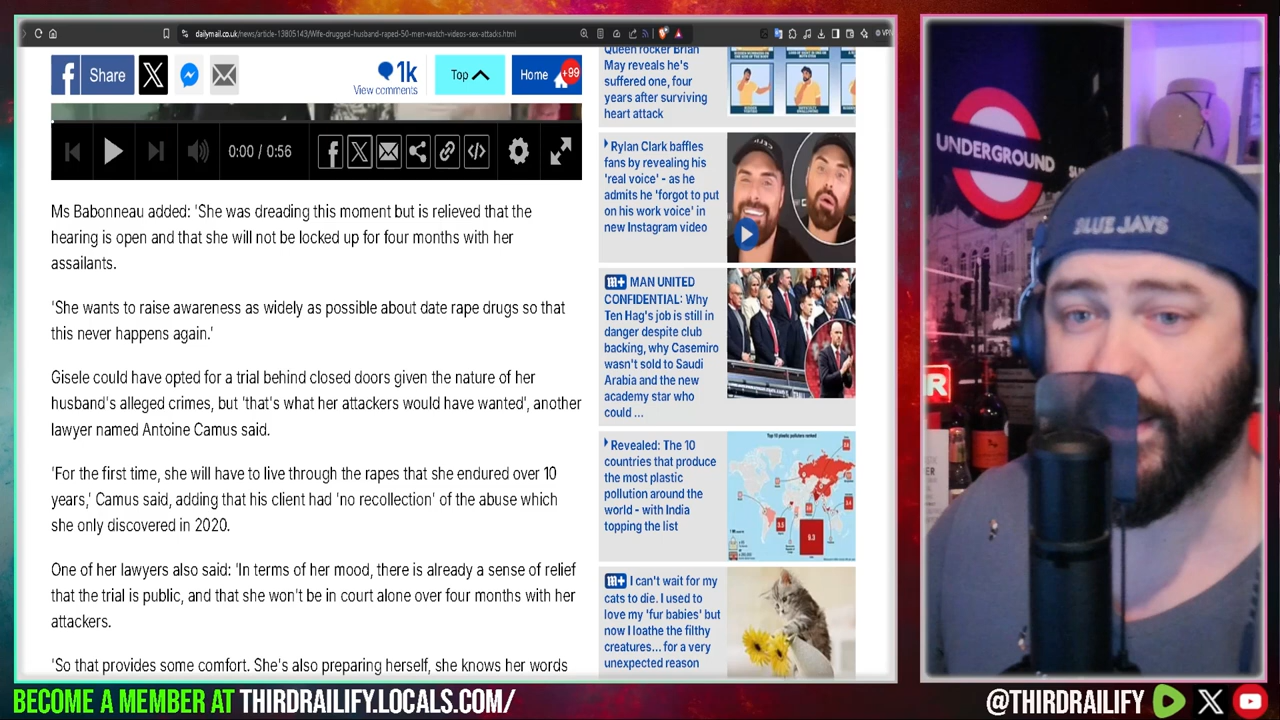 dailymail.co.uk/news/article-13805143/Wife-drugged-husband-raped-50-men-watch-videos-sex-attacks.html
Share
1k
View comments
Top
Home
+99
0:00 / 0:56
Ms Babonneau added: 'She was dreading this moment but is relieved that the
hearing is open and that she will not be locked up for four months with her
assailants.
'She wants to raise awareness as widely as possible about date rape drugs so that
this never happens again.'
Gisele could have opted for a trial behind closed doors given the nature of her
husband's alleged crimes, but 'that's what her attackers would have wanted', another
lawyer named Antoine Camus said.
'For the first time, she will have to live through the rapes that she endured over 10
years,' Camus said, adding that his client had 'no recollection' of the abuse which
she only discovered in 2020.
One of her lawyers also said: 'In terms of her mood, there is already a sense of relief
that the trial is public, and that she won't be in court alone over four months with her
attackers.
'So that provides some comfort. She's also preparing herself, she knows her words
Queen rocker Brian
May reveals he's
suffered one, four
years after surviving
heart attack
Rylan Clark baffles
fans by revealing his
'real voice' - as he
admits he 'forgot to put
on his work voice' in
new Instagram video
m+ MAN UNITED
CONFIDENTIAL: Why
Ten Hag's job is still in
danger despite club
backing, why Casemiro
wasn't sold to Saudi
Arabia and the new
academy star who
could ...
Revealed: The 10
countries that produce
the most plastic
pollution around the
world - with India
topping the list
Top 10 plastic polluters ranked
9.3
m+ I can't wait for my
cats to die. I used to
love my 'fur babies' but
now I loathe the filthy
creatures... for a very
unexpected reason
UNDERGROUND
BLUE JAYS
BECOME A MEMBER AT THIRDRAILIFY.LOCALS.COM/
@THIRDRAILIFY